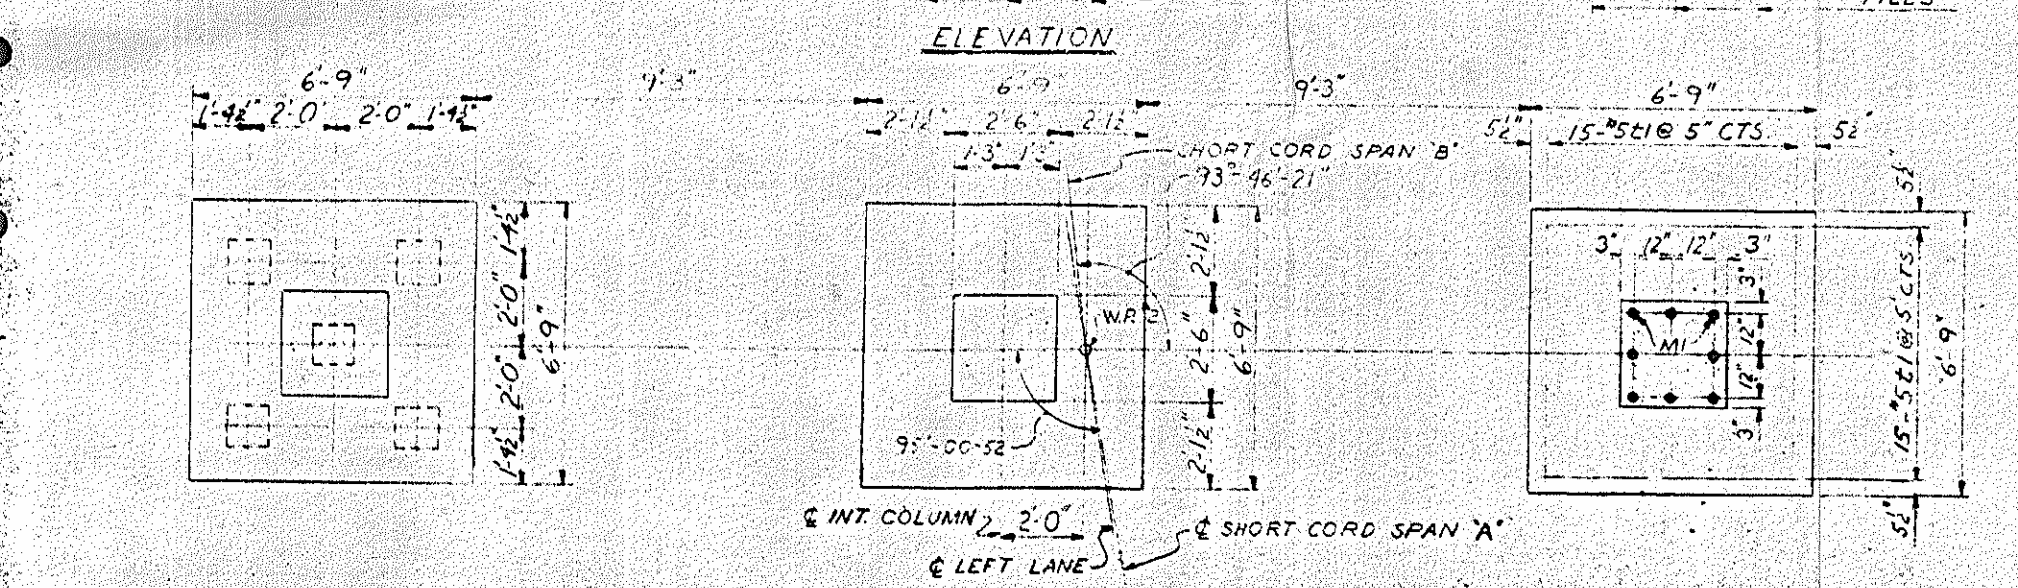 ELEVATION
6'-9"
9'-3"
6'-9"
9'-3"
6'-9"
1'-4½" 2'-0" 2'-0" 1'-4½"
2'-1½" 2'-6" 2'-1½"
5½" 15-#5t1@ 5" CTS. 5½"
1'-3" 1'-3"
SHORT CORD SPAN "B"
93°-46'-21"
1'-4½" 2'-0" 2'-0" 1'-4½"
6'-9"
2'-1½" 2'-6" 2'-1½"
6'-9"
W.P. 2
95°-00'-52"
3" 12" 12" 3"
3" 12" 12" 3"
M1
5½" 15-#5t1@5" CTS. 5½"
6'-9"
℄ INT. COLUMN 2'-0"
℄ SHORT CORD SPAN "A"
℄ LEFT LANE